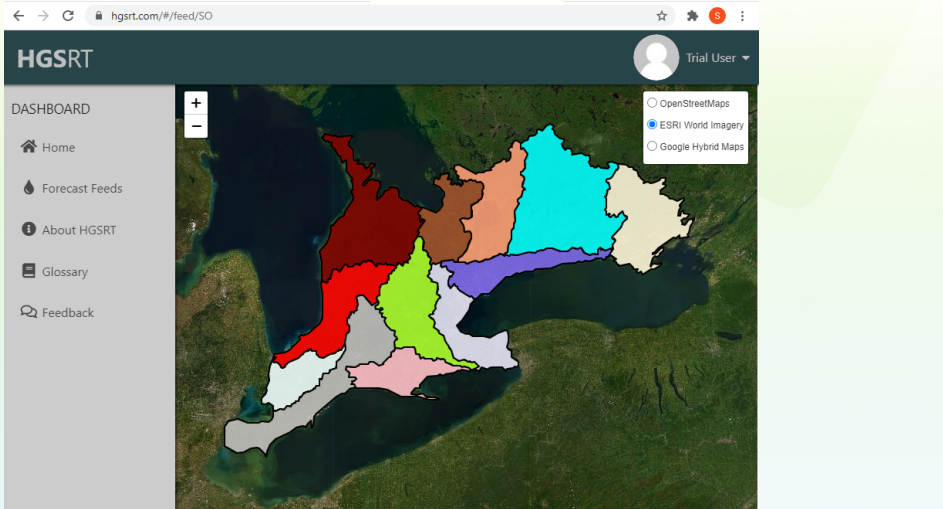 hgsrt.com/#/feed/SO
S
HGSRT
Trial User
DASHBOARD
Home
Forecast Feeds
About HGSRT
Glossary
Feedback
+
−
OpenStreetMaps
ESRI World Imagery
Google Hybrid Maps